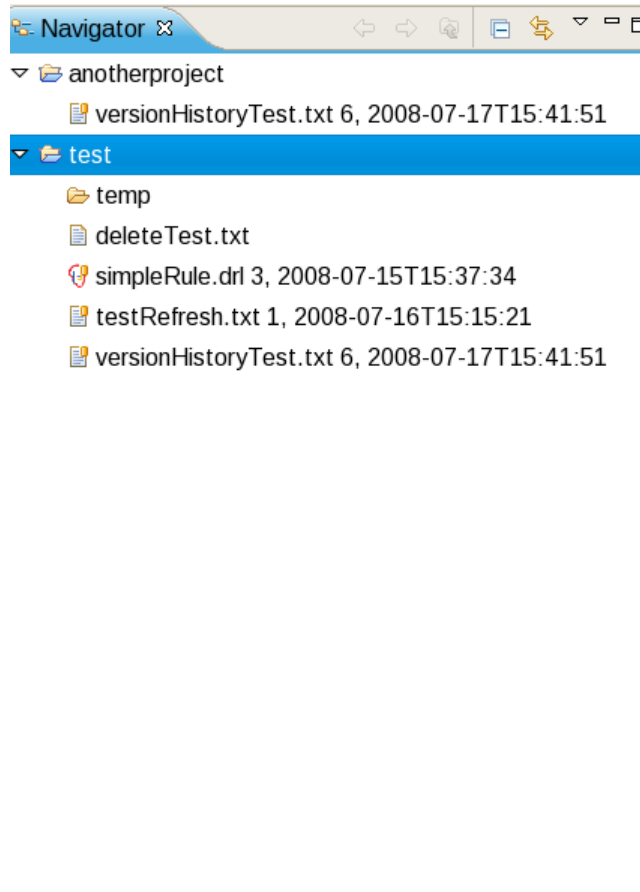 Navigator
anotherproject
versionHistoryTest.txt 6, 2008-07-17T15:41:51
test
temp
deleteTest.txt
simpleRule.drl 3, 2008-07-15T15:37:34
testRefresh.txt 1, 2008-07-16T15:15:21
versionHistoryTest.txt 6, 2008-07-17T15:41:51